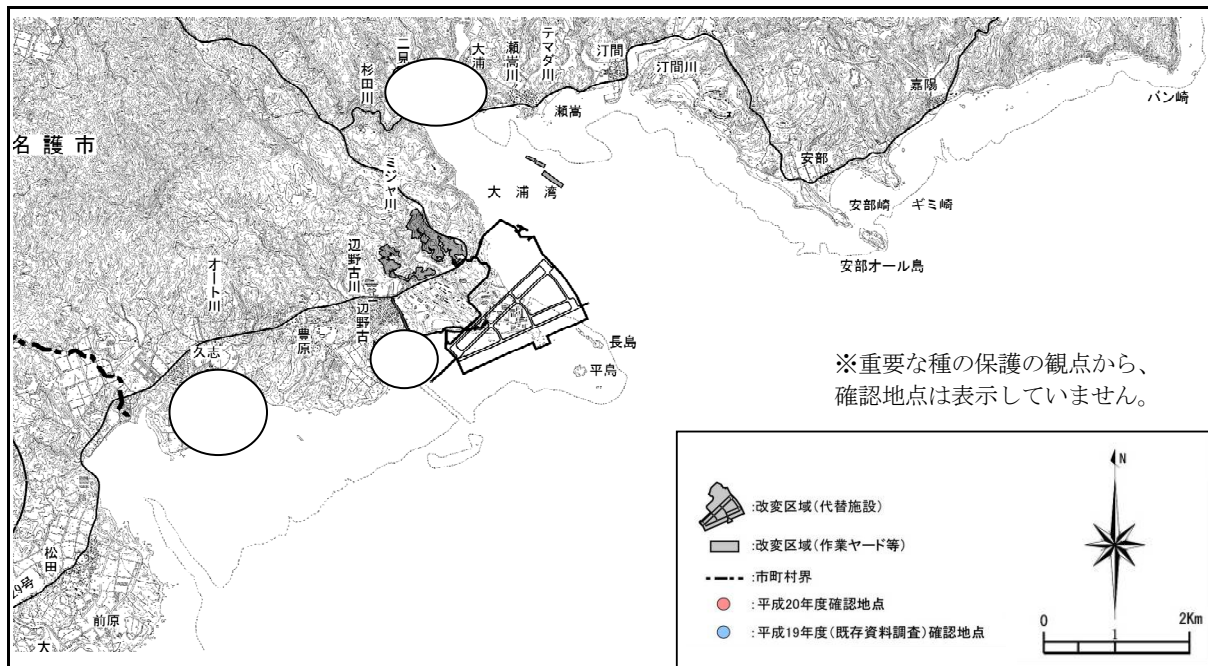 二見
大浦
瀬嵩川
テマダ川
汀間
汀間川
杉田川
瀬嵩
嘉陽
バン崎
名護市
ミジャ川
大浦湾
安部
安部崎
ギミ崎
安部オール島
辺野古川
オート川
辺野古
豊原
久志
長島
平島
※重要な種の保護の観点から、
確認地点は表示していません。
松田
前原
:改変区域(代替施設)
:改変区域(作業ヤード等)
:市町村界
:平成20年度確認地点
:平成19年度(既存資料調査)確認地点
N
0 1 2Km
29号
大